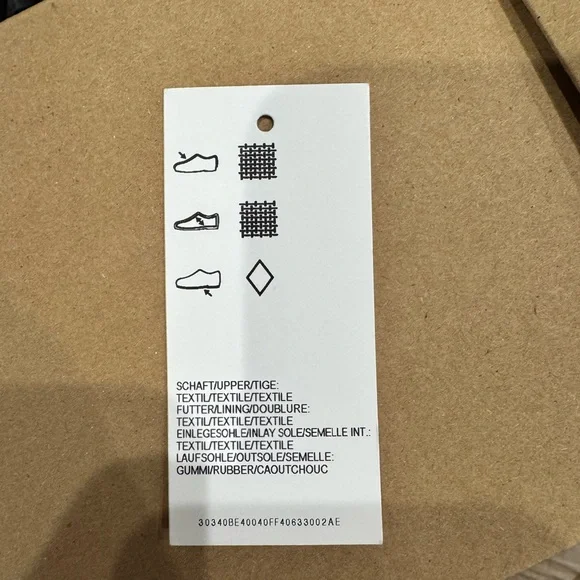 SCHAFT/UPPER/TIGE:
TEXTIL/TEXTILE/TEXTILE
FUTTER/LINING/DOUBLURE:
TEXTIL/TEXTILE/TEXTILE
EINLEGESOHLE/INLAY SOLE/SEMELLE INT.:
TEXTIL/TEXTILE/TEXTILE
LAUFSOHLE/OUTSOLE/SEMELLE:
GUMMI/RUBBER/CAOUTCHOUC
30340BE40040FF40633002AE